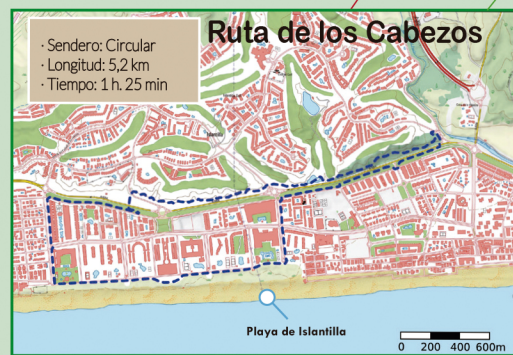 Ruta de los Cabezos
· Sendero: Circular
· Longitud: 5,2 km
· Tiempo: 1 h. 25 min
Playa de Islantilla
0 200 400 600m